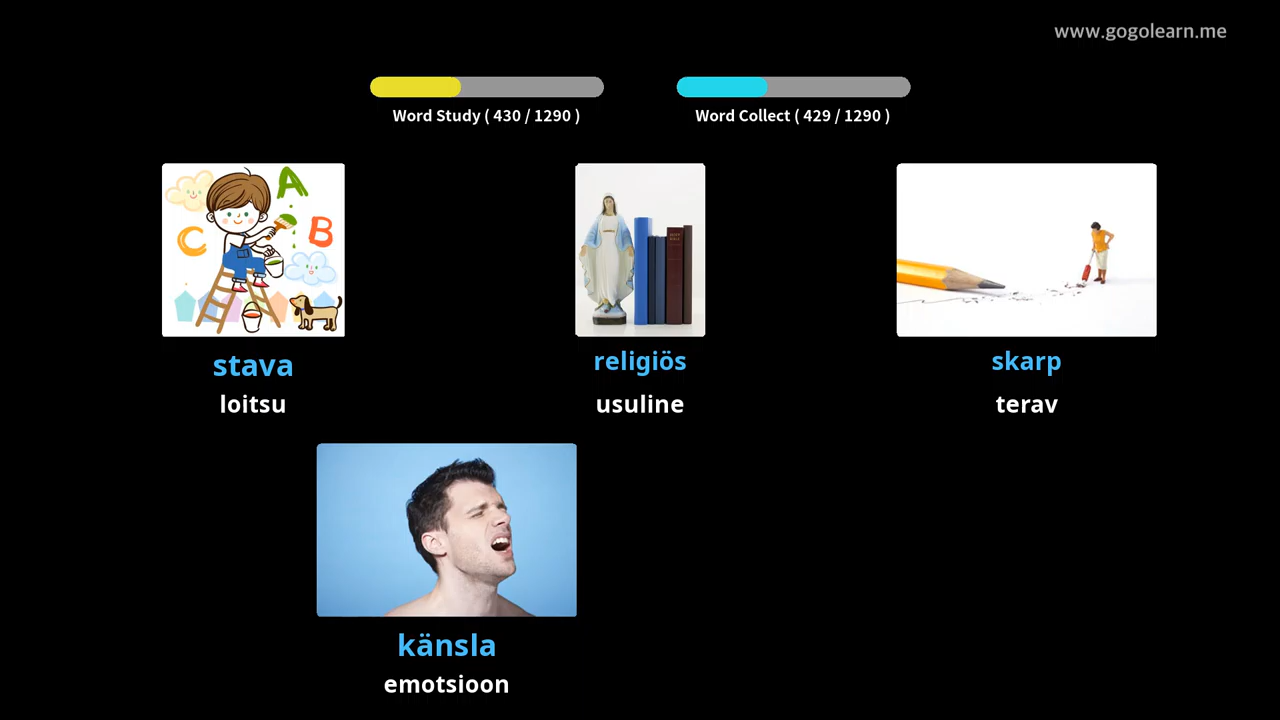 www.gogolearn.me
Word Study ( 430 / 1290 )
Word Collect ( 429 / 1290 )
A
B
C
stava
loitsu
religiös
usuline
skarp
terav
känsla
emotsioon